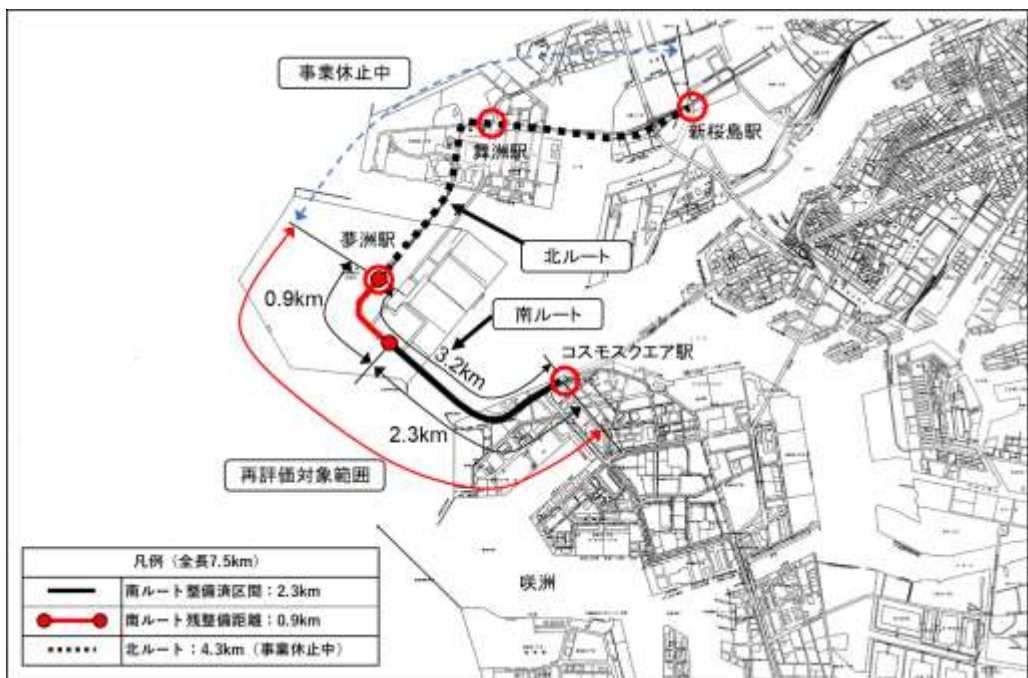 事業休止中
新桜島駅
舞洲駅
夢洲駅
北ルート
0.9km
南ルート
3.2km
コスモスクエア駅
2.3km
再評価対象範囲
咲洲
凡例（全長7.5km）
南ルート整備済区間：2.3km
南ルート残整備距離：0.9km
北ルート：4.3km（事業休止中）